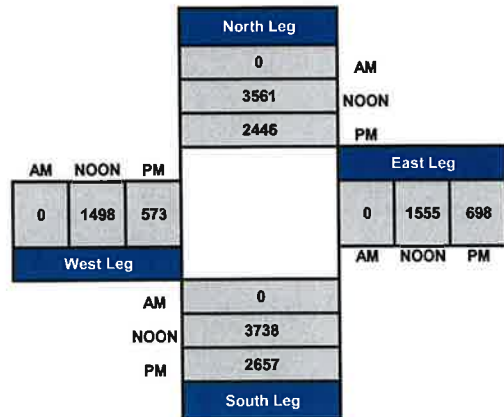 North Leg
0 AM
3561 NOON
2446 PM
AM NOON PM
East Leg
0 1498 573
0 1555 698
West Leg
AM NOON PM
AM 0
NOON 3738
PM 2657
South Leg